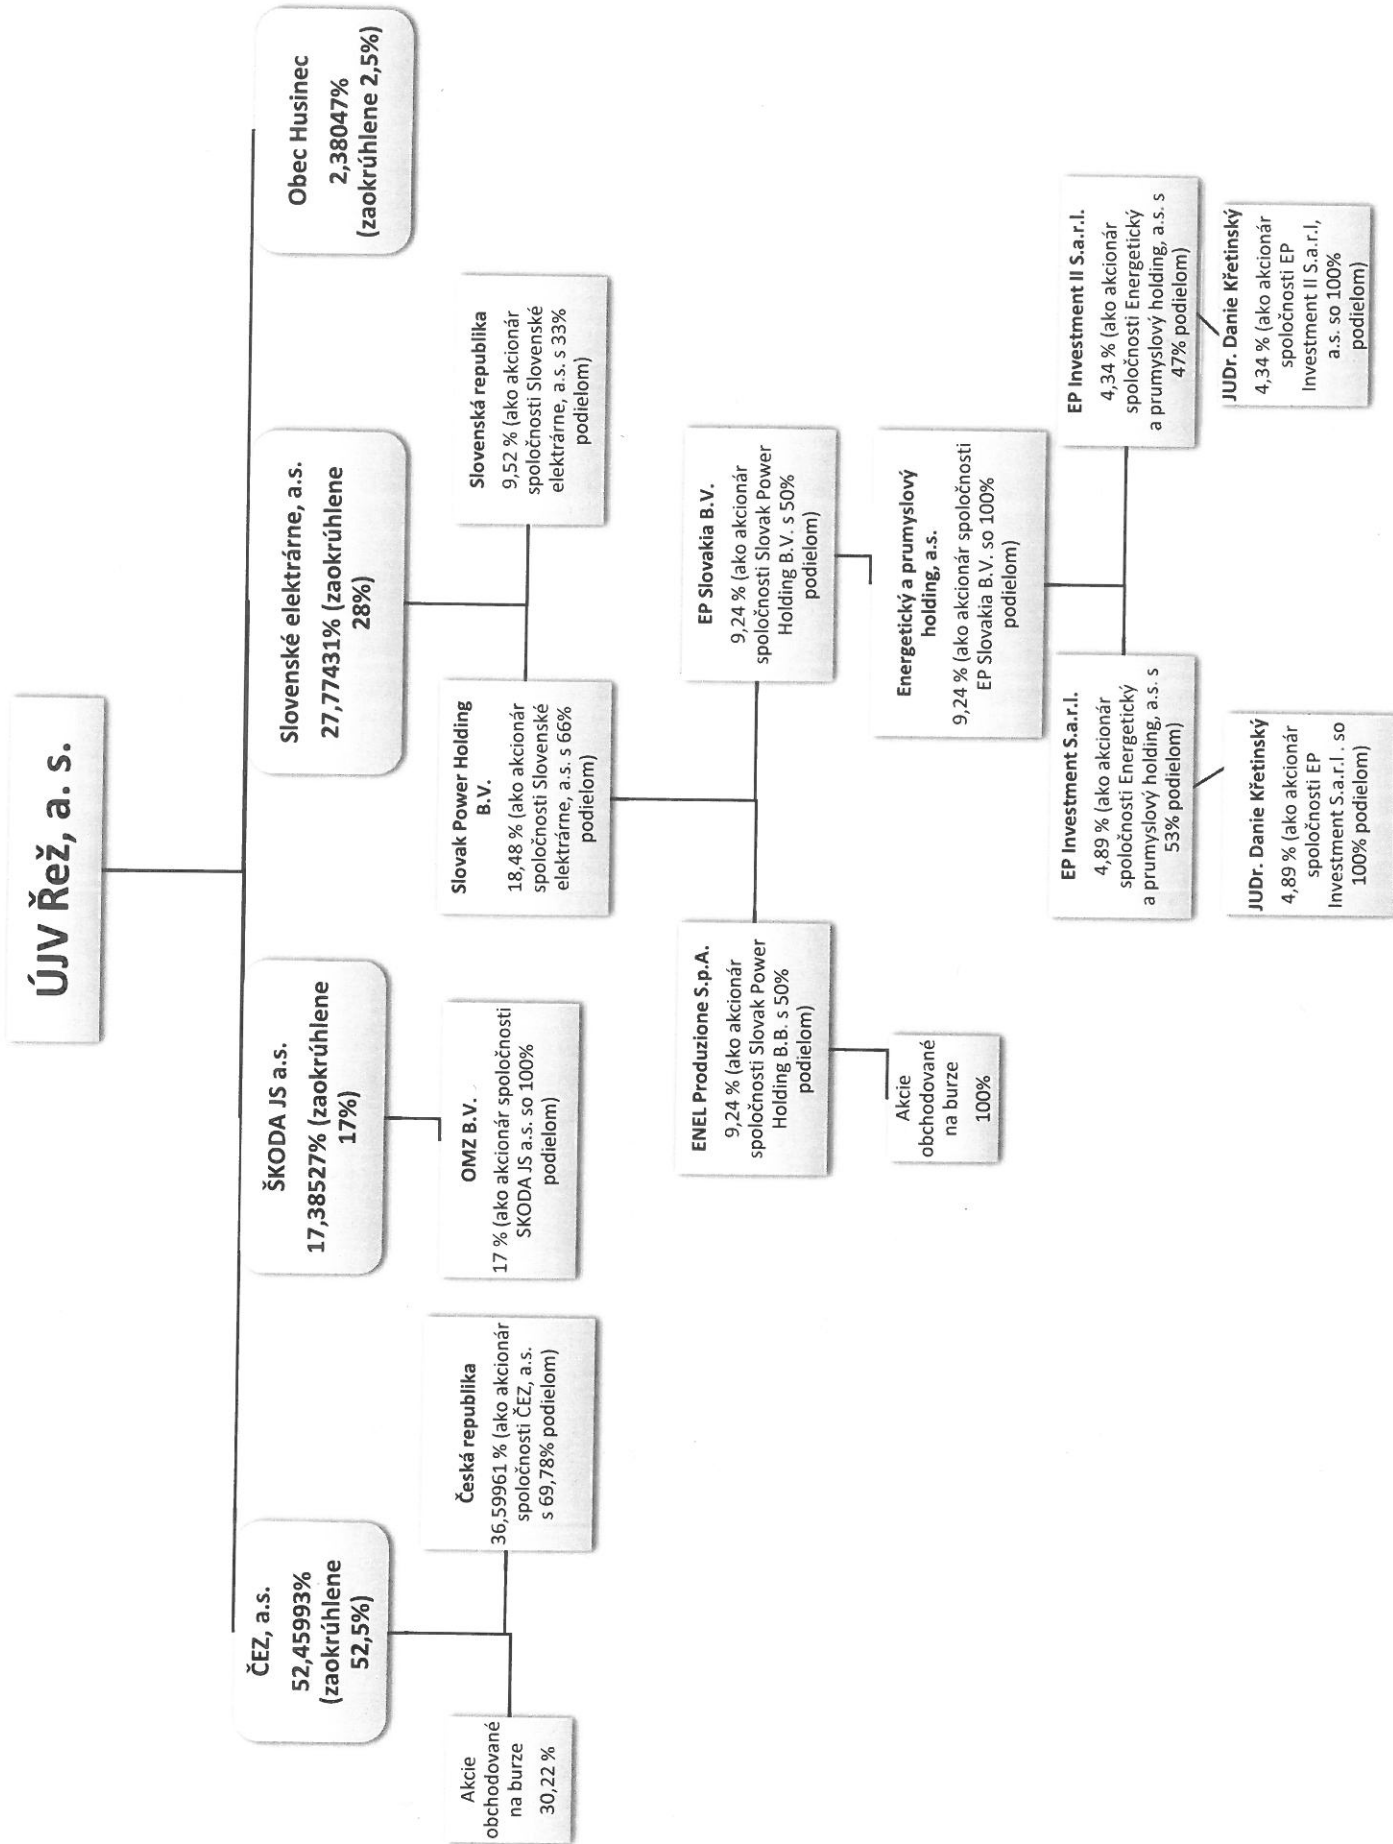 ÚJV Řež, a. s.
ČEZ, a.s.
52,45993%
(zaokrúhlene
52,5%)
ŠKODA JS a.s.
17,38527% (zaokrúhlene
17%)
Slovenské elektrárne, a.s.
27,77431% (zaokrúhlene
28%)
Obec Husinec
2,38047%
(zaokrúhlene 2,5%)
Akcie
obchodované
na burze
30,22 %
Česká republika
36,59961 % (ako akcionár
spoločnosti ČEZ, a.s.
s 69,78% podielom)
OMZ B.V.
17 % (ako akcionár spoločnosti
SKODA JS a.s. so 100%
podielom)
Slovak Power Holding
B.V.
18,48 % (ako akcionár
spoločnosti Slovenské
elektrárne, a.s. s 66%
podielom)
Slovenská republika
9,52 % (ako akcionár
spoločnosti Slovenské
elektrárne, a.s. s 33%
podielom)
ENEL Produzione S.p.A.
9,24 % (ako akcionár
spoločnosti Slovak Power
Holding B.B. s 50%
podielom)
EP Slovakia B.V.
9,24 % (ako akcionár
spoločnosti Slovak Power
Holding B.V. s 50%
podielom)
Akcie
obchodované
na burze
100%
Energetický a prumyslový
holding, a.s.
9,24 % (ako akcionár spoločnosti
EP Slovakia B.V. so 100%
podielom)
EP Investment S.a.r.l.
4,89 % (ako akcionár
spoločnosti Energetický
a prumyslový holding, a.s. s
53% podielom)
EP Investment II S.a.r.l.
4,34 % (ako akcionár
spoločnosti Energetický
a prumyslový holding, a.s. s
47% podielom)
JUDr. Danie Křetinský
4,89 % (ako akcionár
spoločnosti EP
Investment S.a.r.l . so
100% podielom)
JUDr. Danie Křetinský
4,34 % (ako akcionár
spoločnosti EP
Investment II S.a.r.l,
a.s. so 100%
podielom)